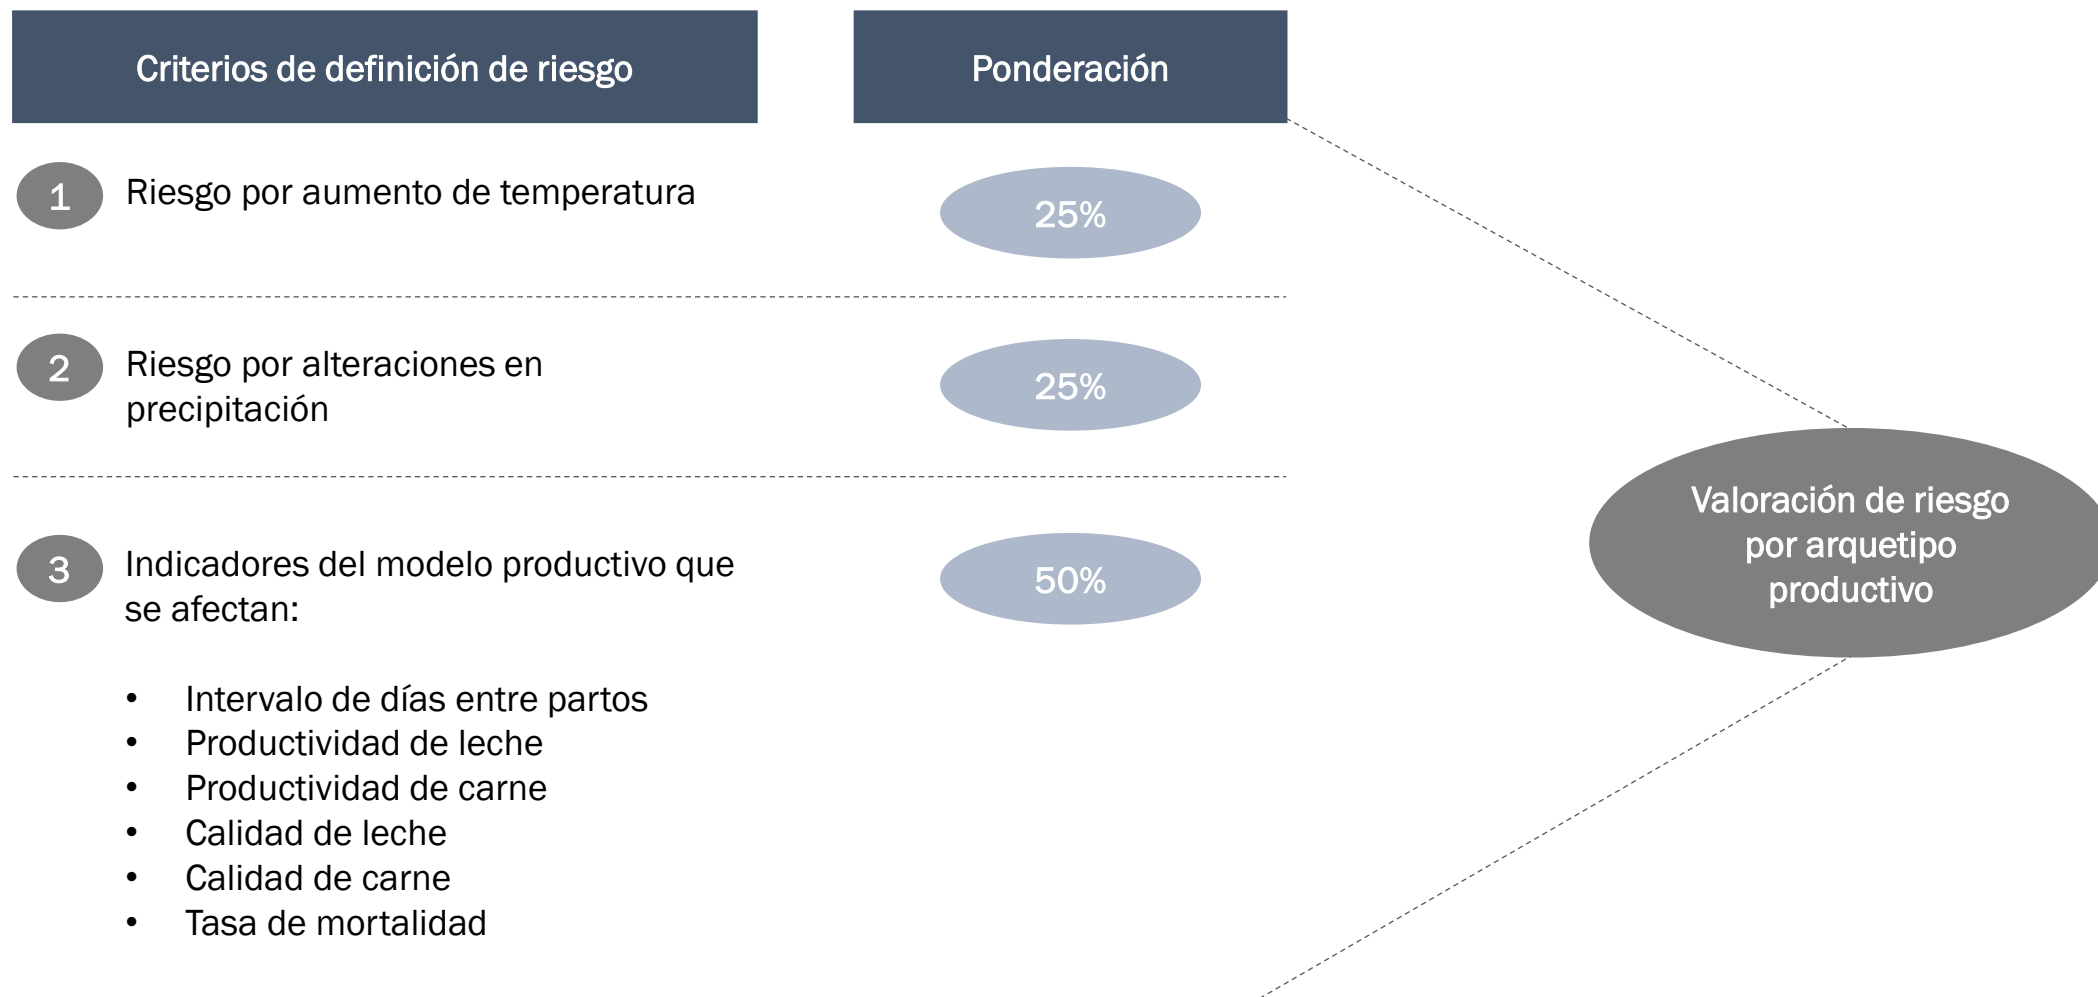 Criterios de definición de riesgo
Ponderación
1
Riesgo por aumento de temperatura
25%
2
Riesgo por alteraciones en
precipitación
25%
3
Indicadores del modelo productivo que
se afectan:
50%
• Intervalo de días entre partos
• Productividad de leche
• Productividad de carne
• Calidad de leche
• Calidad de carne
• Tasa de mortalidad
Valoración de riesgo
por arquetipo
productivo